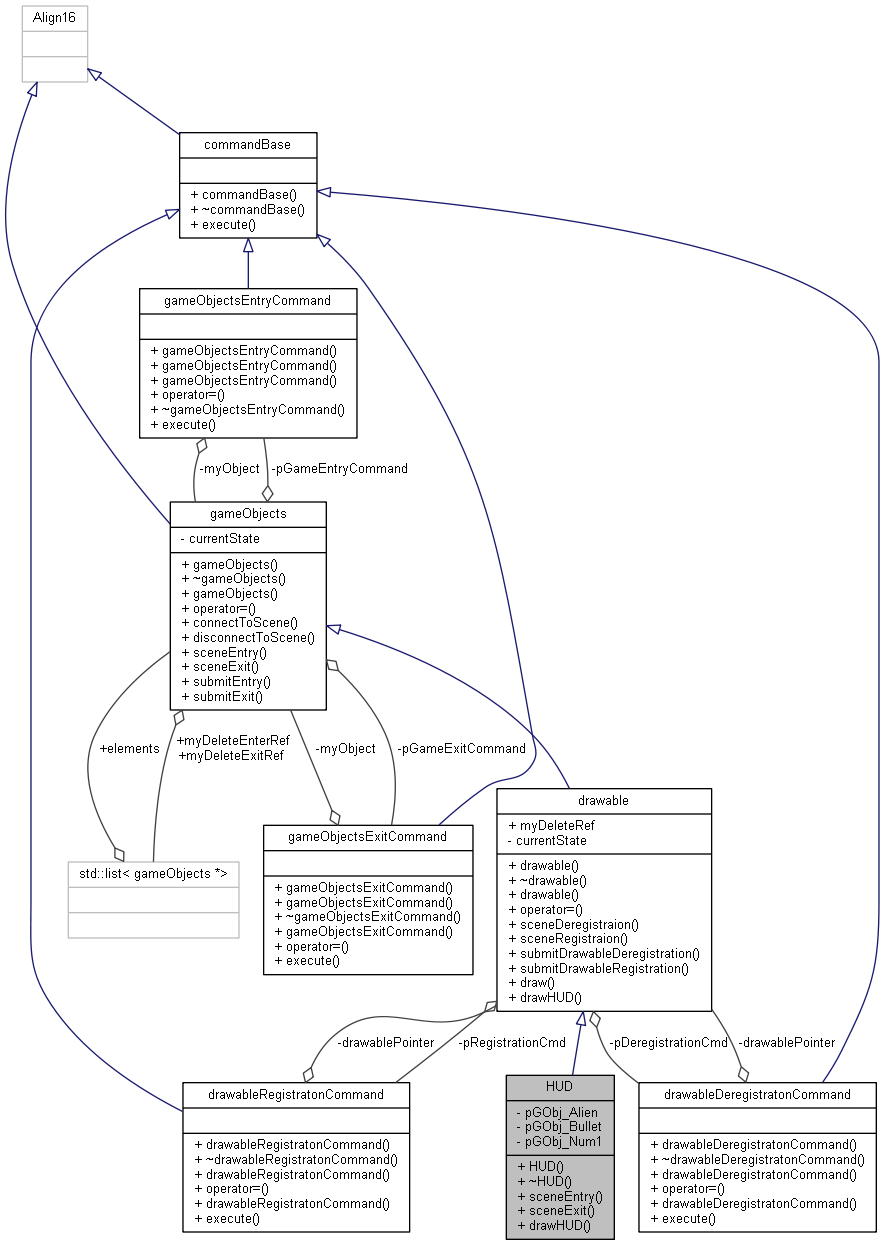 Align16
commandBase
+ commandBase()
+ ~commandBase()
+ execute()
gameObjectsEntryCommand
+ gameObjectsEntryCommand()
+ gameObjectsEntryCommand()
+ gameObjectsEntryCommand()
+ operator=()
+ ~gameObjectsEntryCommand()
+ execute()
-myObject
-pGameEntryCommand
gameObjects
- currentState
+ gameObjects()
+ ~gameObjects()
+ gameObjects()
+ operator=()
+ connectToScene()
+ disconnectToScene()
+ sceneEntry()
+ sceneExit()
+ submitEntry()
+ submitExit()
+elements
+myDeleteEnterRef
+myDeleteExitRef
-myObject
-pGameExitCommand
std::list< gameObjects *>
gameObjectsExitCommand
+ gameObjectsExitCommand()
+ gameObjectsExitCommand()
+ ~gameObjectsExitCommand()
+ gameObjectsExitCommand()
+ operator=()
+ execute()
drawable
+ myDeleteRef
- currentState
+ drawable()
+ ~drawable()
+ drawable()
+ operator=()
+ sceneDeregistraion()
+ sceneRegistraion()
+ submitDrawableDeregistration()
+ submitDrawableRegistration()
+ draw()
+ drawHUD()
-drawablePointer
-pRegistrationCmd
-pDeregistrationCmd
-drawablePointer
drawableRegistratonCommand
+ drawableRegistratonCommand()
+ ~drawableRegistratonCommand()
+ drawableRegistratonCommand()
+ operator=()
+ drawableRegistratonCommand()
+ execute()
HUD
- pGObj_Alien
- pGObj_Bullet
- pGObj_Num1
+ HUD()
+ ~HUD()
+ sceneEntry()
+ sceneExit()
+ drawHUD()
drawableDeregistratonCommand
+ drawableDeregistratonCommand()
+ ~drawableDeregistratonCommand()
+ drawableDeregistratonCommand()
+ operator=()
+ drawableDeregistratonCommand()
+ execute()